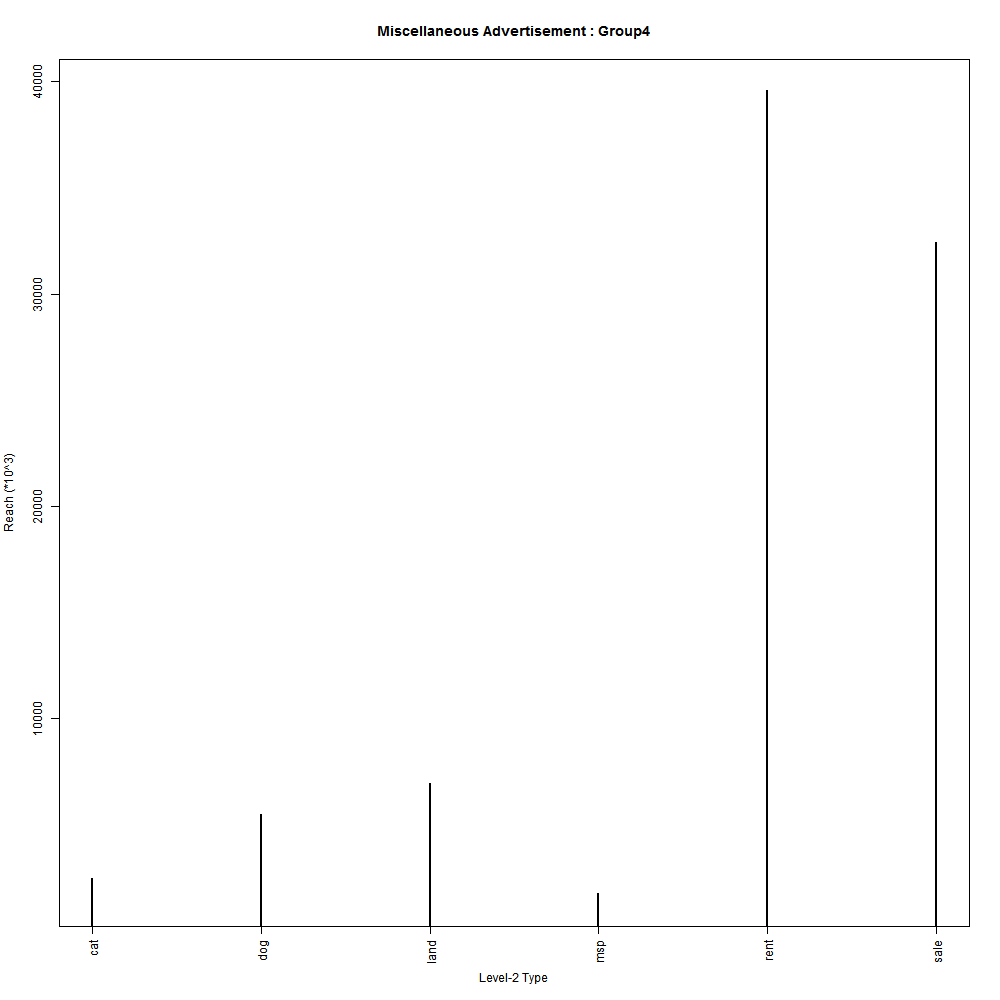 Miscellaneous Advertisement : Group4
40000
30000
20000
10000
Reach (*10^3)
cat
dog
land
msp
rent
sale
Level-2 Type